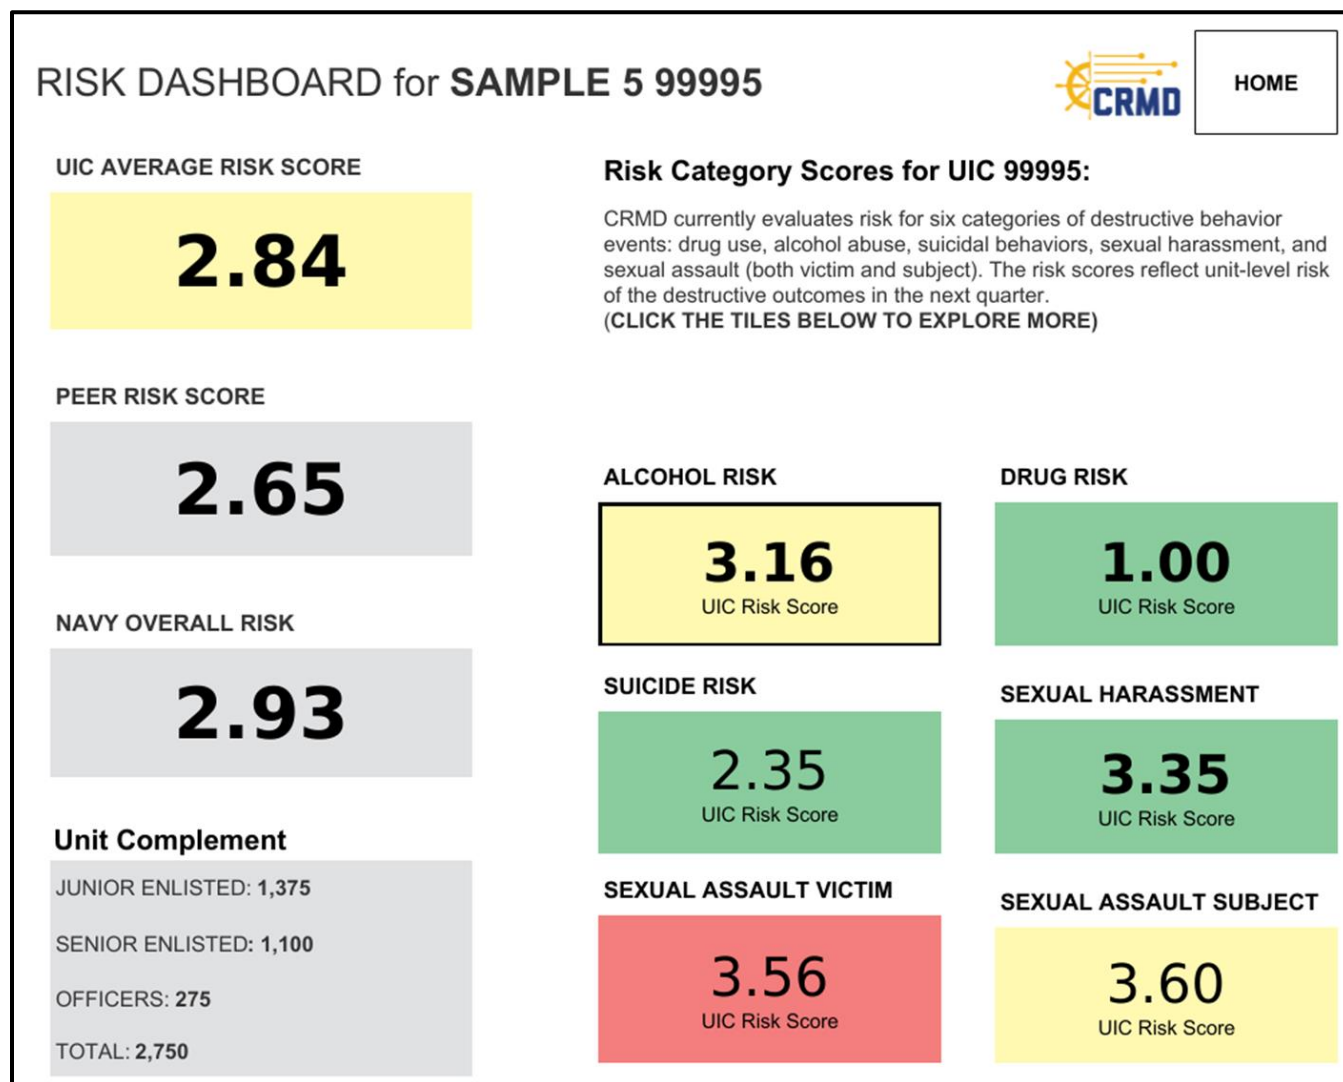 RISK DASHBOARD for SAMPLE 5 99995
CRMD
HOME
UIC AVERAGE RISK SCORE
2.84
PEER RISK SCORE
2.65
NAVY OVERALL RISK
2.93
Unit Complement
JUNIOR ENLISTED: 1,375
SENIOR ENLISTED: 1,100
OFFICERS: 275
TOTAL: 2,750
Risk Category Scores for UIC 99995:
CRMD currently evaluates risk for six categories of destructive behavior
events: drug use, alcohol abuse, suicidal behaviors, sexual harassment, and
sexual assault (both victim and subject). The risk scores reflect unit-level risk
of the destructive outcomes in the next quarter.
(CLICK THE TILES BELOW TO EXPLORE MORE)
ALCOHOL RISK
3.16
UIC Risk Score
DRUG RISK
1.00
UIC Risk Score
SUICIDE RISK
2.35
UIC Risk Score
SEXUAL HARASSMENT
3.35
UIC Risk Score
SEXUAL ASSAULT VICTIM
3.56
UIC Risk Score
SEXUAL ASSAULT SUBJECT
3.60
UIC Risk Score